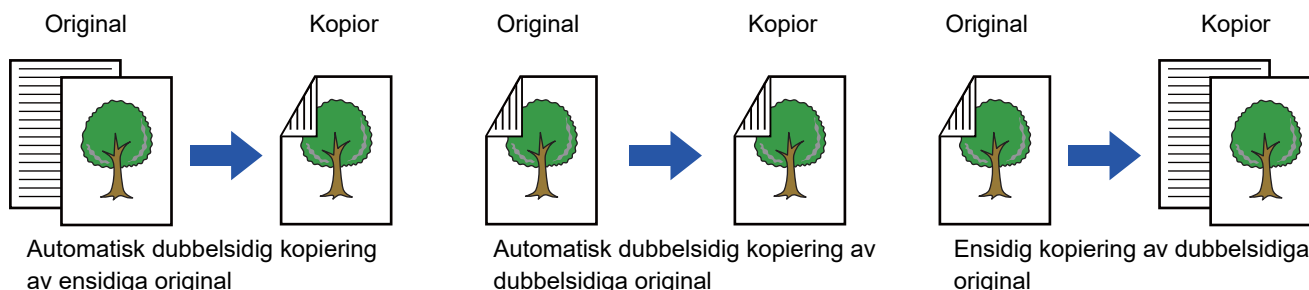 Original Kopior Original Kopior Original Kopior
Automatisk dubbelsidig kopiering
av ensidiga original
Automatisk dubbelsidig kopiering av
dubbelsidiga original
Ensidig kopiering av dubbelsidiga
original